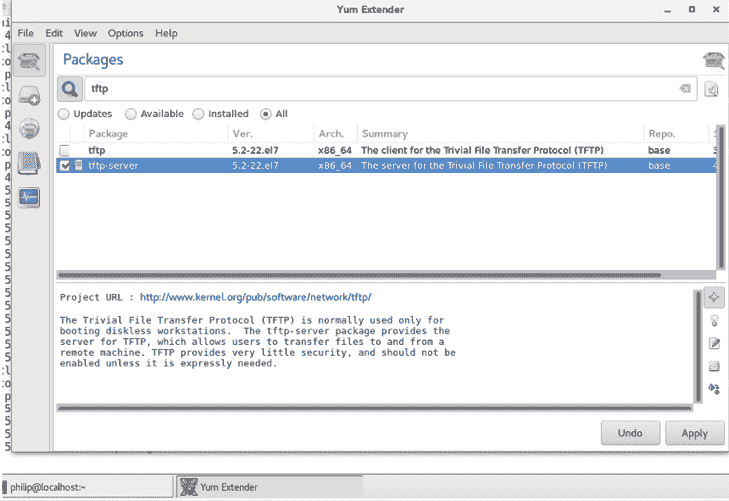 Yum Extender
File Edit View Options Help
Packages
tftp
Updates Available Installed All
Package Ver. Arch. Summary Repo.
tftp 5.2-22.el7 x86_64 The client for the Trivial File Transfer Protocol (TFTP) base
tftp-server 5.2-22.el7 x86_64 The server for the Trivial File Transfer Protocol (TFTP) base
Project URL : http://www.kernel.org/pub/software/network/tftp/
The Trivial File Transfer Protocol (TFTP) is normally used only for
booting diskless workstations. The tftp-server package provides the
server for TFTP, which allows users to transfer files to and from a
remote machine. TFTP provides very little security, and should not be
enabled unless it is expressly needed.
Undo Apply
philip@localhost:~ Yum Extender